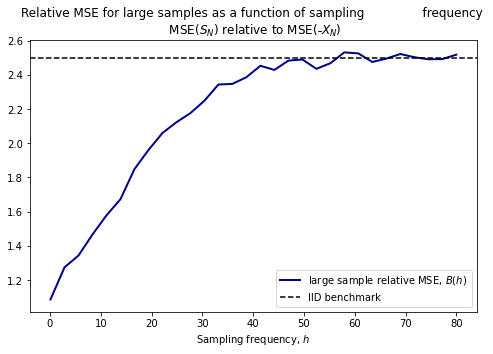 Relative MSE for large samples as a function of sampling frequency
MSE(S_N) relative to MSE(-X_N)
2.6
2.4
2.2
2.0
1.8
1.6
1.4
1.2
large sample relative MSE, B(h)
IID benchmark
0 10 20 30 40 50 60 70 80
Sampling frequency, h